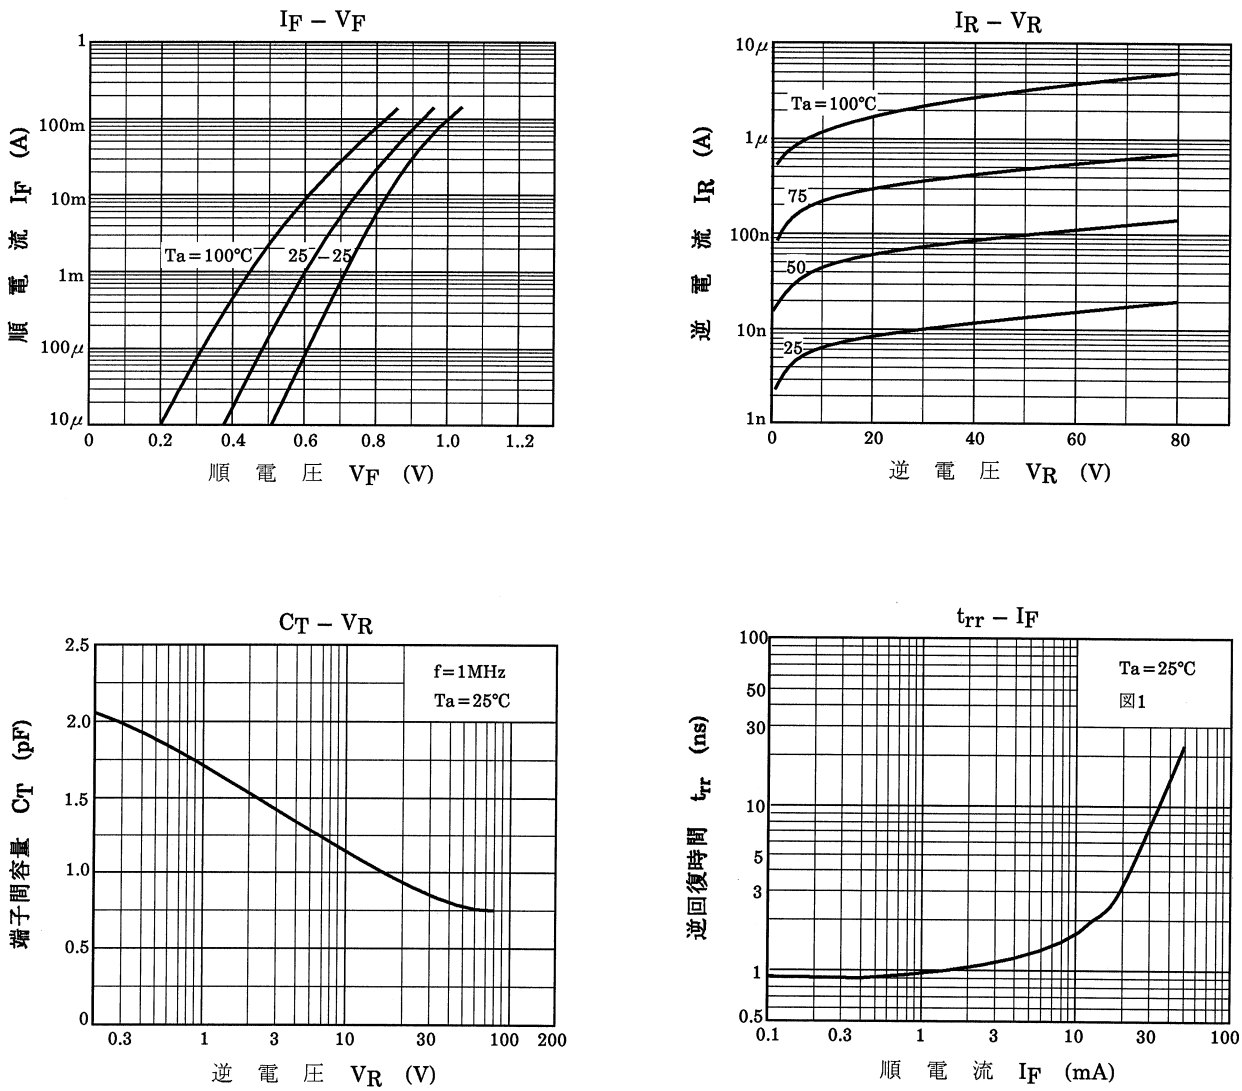 IF – VF
1
100m
10m
1m
100μ
10μ
順電流 IF (A)
Ta=100℃
25
−25
0
0.2
0.4
0.6
0.8
1.0
1..2
順電圧 VF (V)
IR – VR
10μ
1μ
100n
10n
1n
逆電流 IR (A)
Ta=100℃
75
50
25
0
20
40
60
80
逆電圧 VR (V)
CT – VR
2.5
2.0
1.5
1.0
0.5
0
端子間容量 CT (pF)
f=1MHz
Ta=25℃
0.3
1
3
10
30
100
200
逆電圧 VR (V)
trr – IF
100
50
30
10
5
3
1
0.5
逆回復時間 trr (ns)
Ta=25℃
図1
0.1
0.3
1
3
10
30
100
順電流 IF (mA)